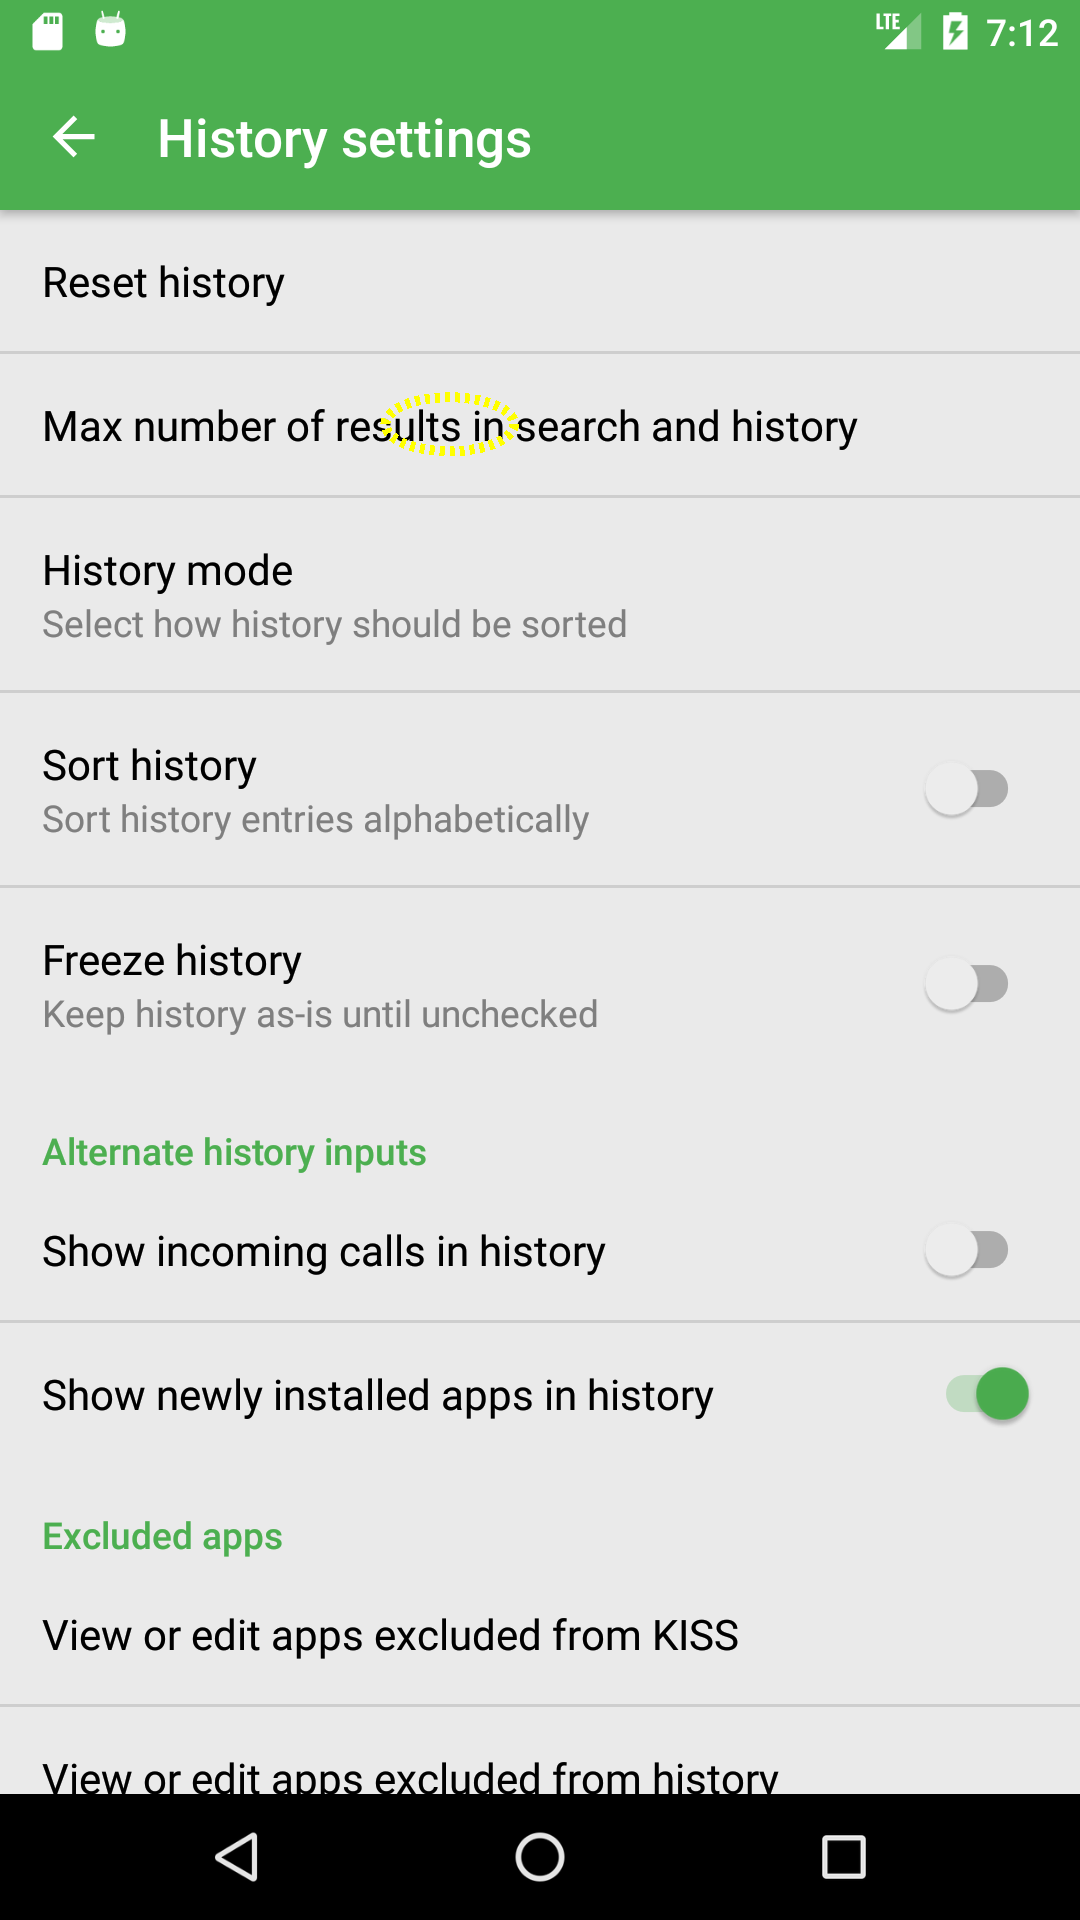 LTE 7:12
History settings
Reset history
Max number of results in search and history
History mode
Select how history should be sorted
Sort history
Sort history entries alphabetically
Freeze history
Keep history as-is until unchecked
Alternate history inputs
Show incoming calls in history
Show newly installed apps in history
Excluded apps
View or edit apps excluded from KISS
View or edit apps excluded from history